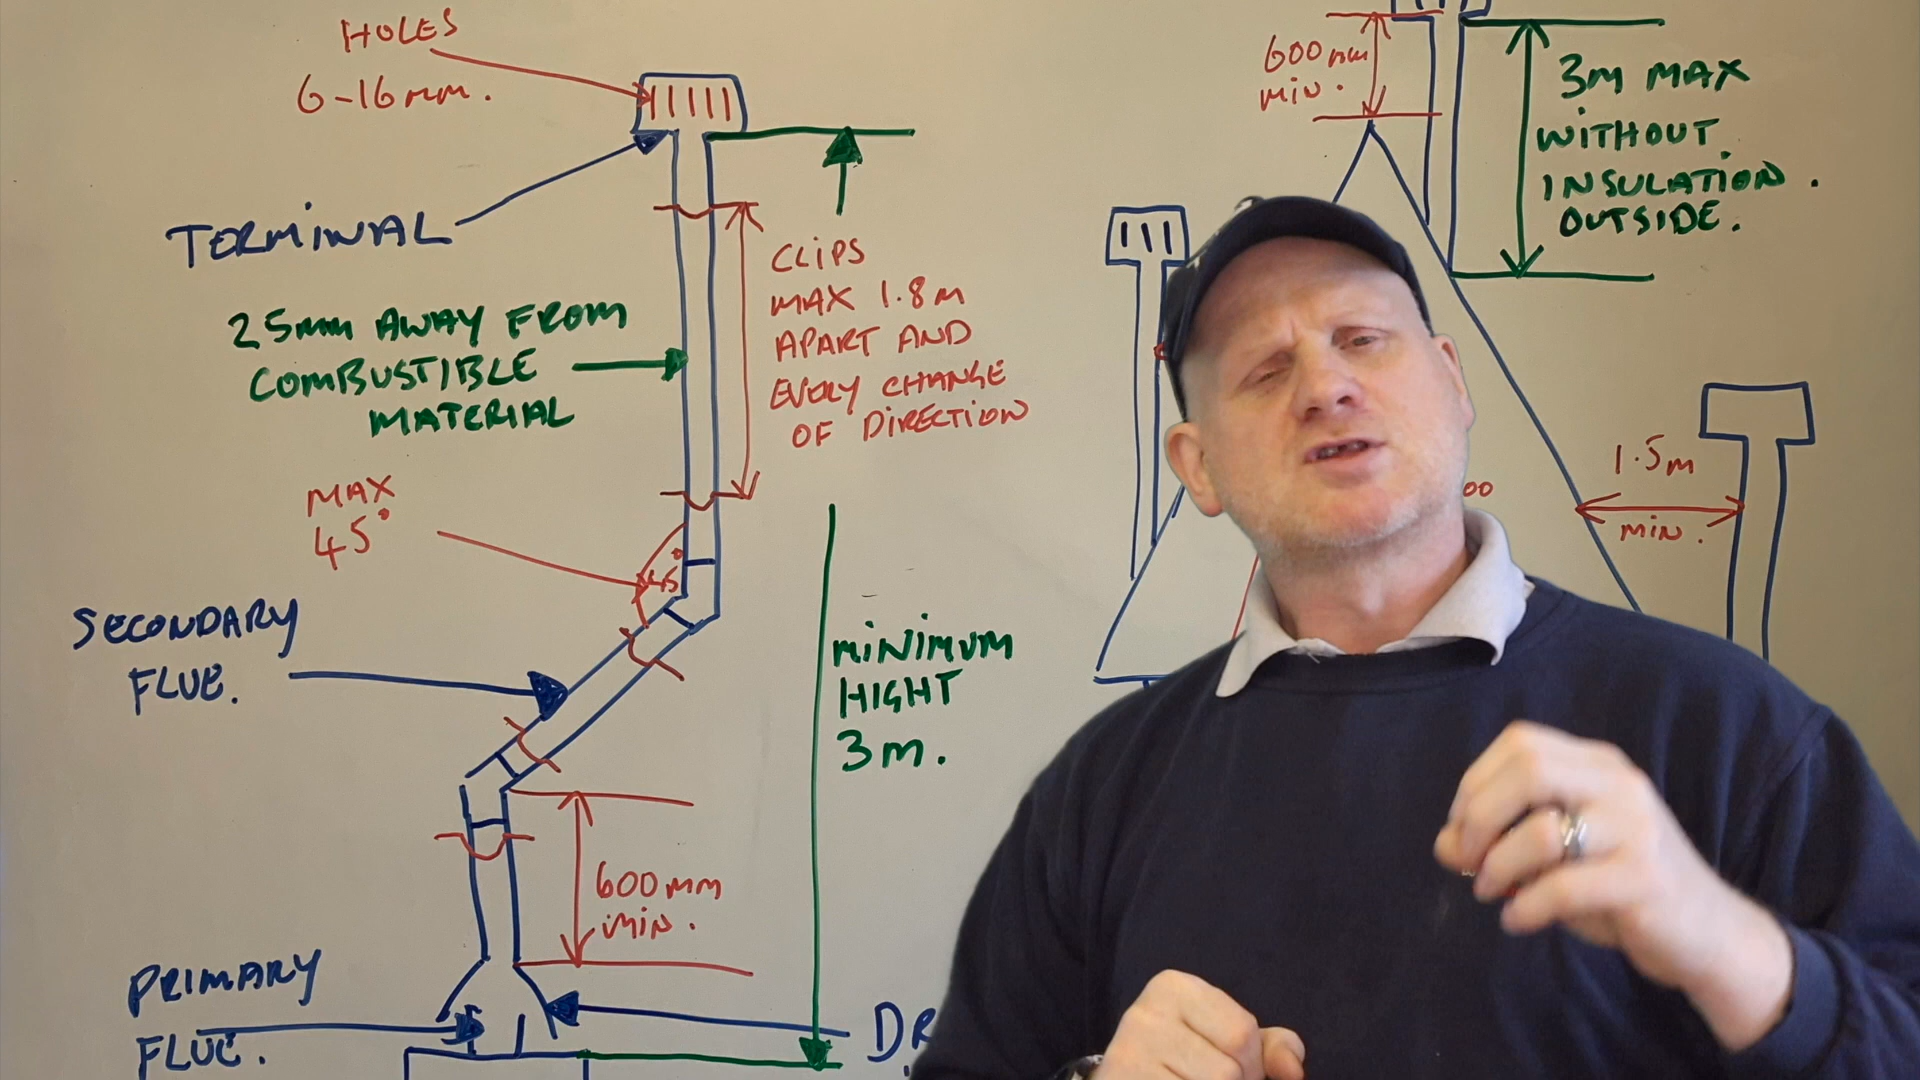 HOLES
6-16mm.
TERMINAL
25mm AWAY FROM
COMBUSTIBLE
MATERIAL
CLIPS
MAX 1.8m
APART AND
EVERY CHANGE
OF DIRECTION
MAX
45°
45°
SECONDARY
FLUE.
MINIMUM
HIGHT
3m.
600mm
min.
PRIMARY
FLUE.
600mm
min.
3m MAX
WITHOUT
INSULATION.
OUTSIDE.
1.5m
min.